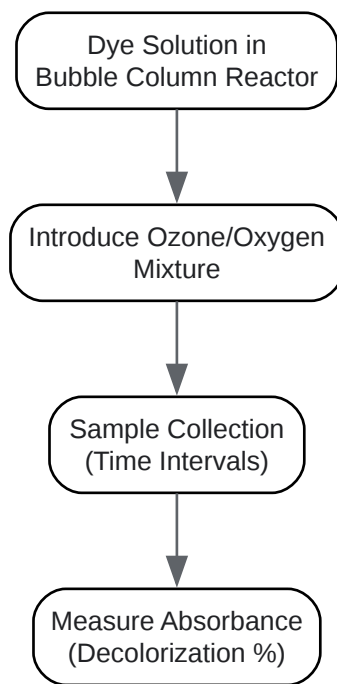 Dye Solution in
Bubble Column Reactor
Introduce Ozone/Oxygen
Mixture
Sample Collection
(Time Intervals)
Measure Absorbance
(Decolorization %)